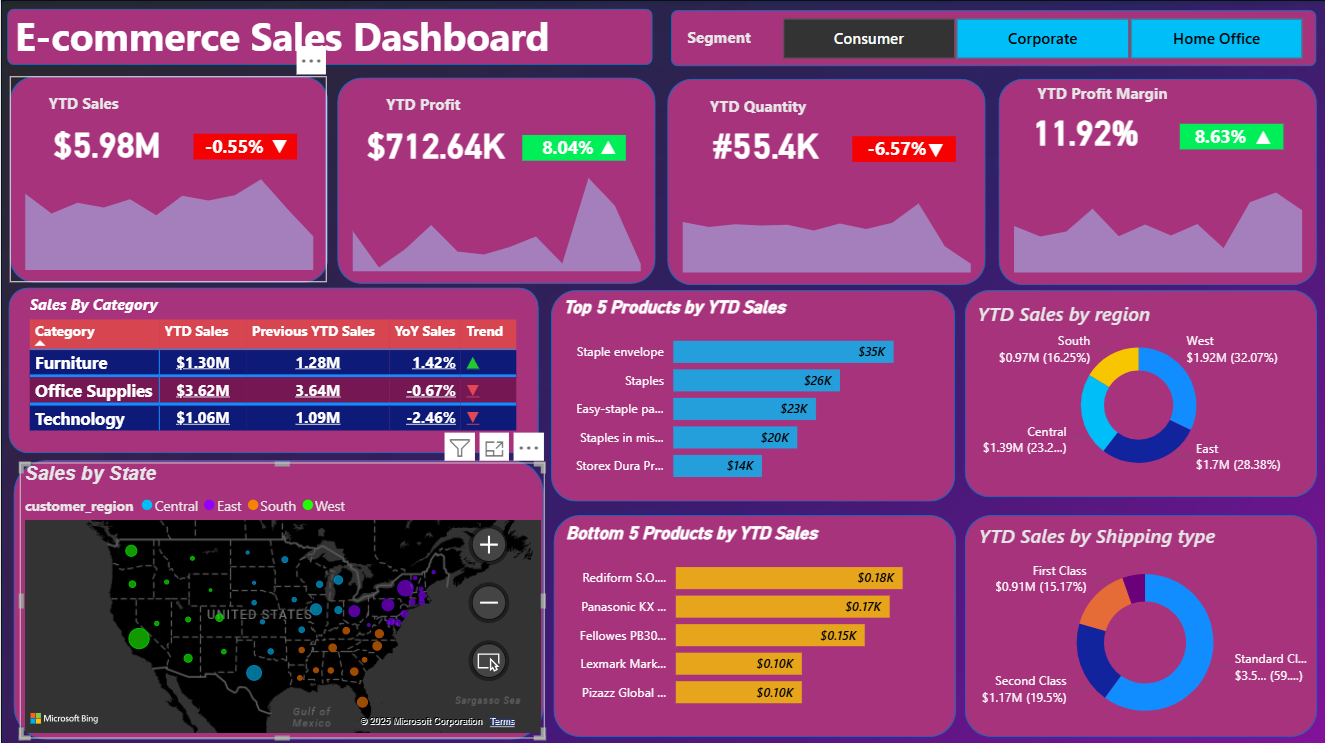 E-commerce Sales Dashboard
Segment
Consumer
Corporate
Home Office
YTD Sales
$5.98M
-0.55% ▼
YTD Profit
$712.64K
8.04% ▲
YTD Quantity
#55.4K
-6.57%▼
YTD Profit Margin
11.92%
8.63% ▲
Sales By Category
Category YTD Sales Previous YTD Sales YoY Sales Trend
Furniture $1.30M 1.28M 1.42% ▲
Office Supplies $3.62M 3.64M -0.67% ▼
Technology $1.06M 1.09M -2.46% ▼
Top 5 Products by YTD Sales
Staple envelope $35K
Staples $26K
Easy-staple pa... $23K
Staples in mis... $20K
Storex Dura Pr... $14K
YTD Sales by region
South
$0.97M (16.25%)
West
$1.92M (32.07%)
Central
$1.39M (23.2...)
East
$1.7M (28.38%)
Sales by State
customer_region Central East South West
UNITED STATES
Sargasso Sea
Gulf of
Mexico
Microsoft Bing
© 2025 Microsoft Corporation Terms
Bottom 5 Products by YTD Sales
Rediform S.O.... $0.18K
Panasonic KX ... $0.17K
Fellowes PB30... $0.15K
Lexmark Mark... $0.10K
Pizazz Global ... $0.10K
YTD Sales by Shipping type
First Class
$0.91M (15.17%)
Standard Cl...
$3.5... (59....)
Second Class
$1.17M (19.5%)